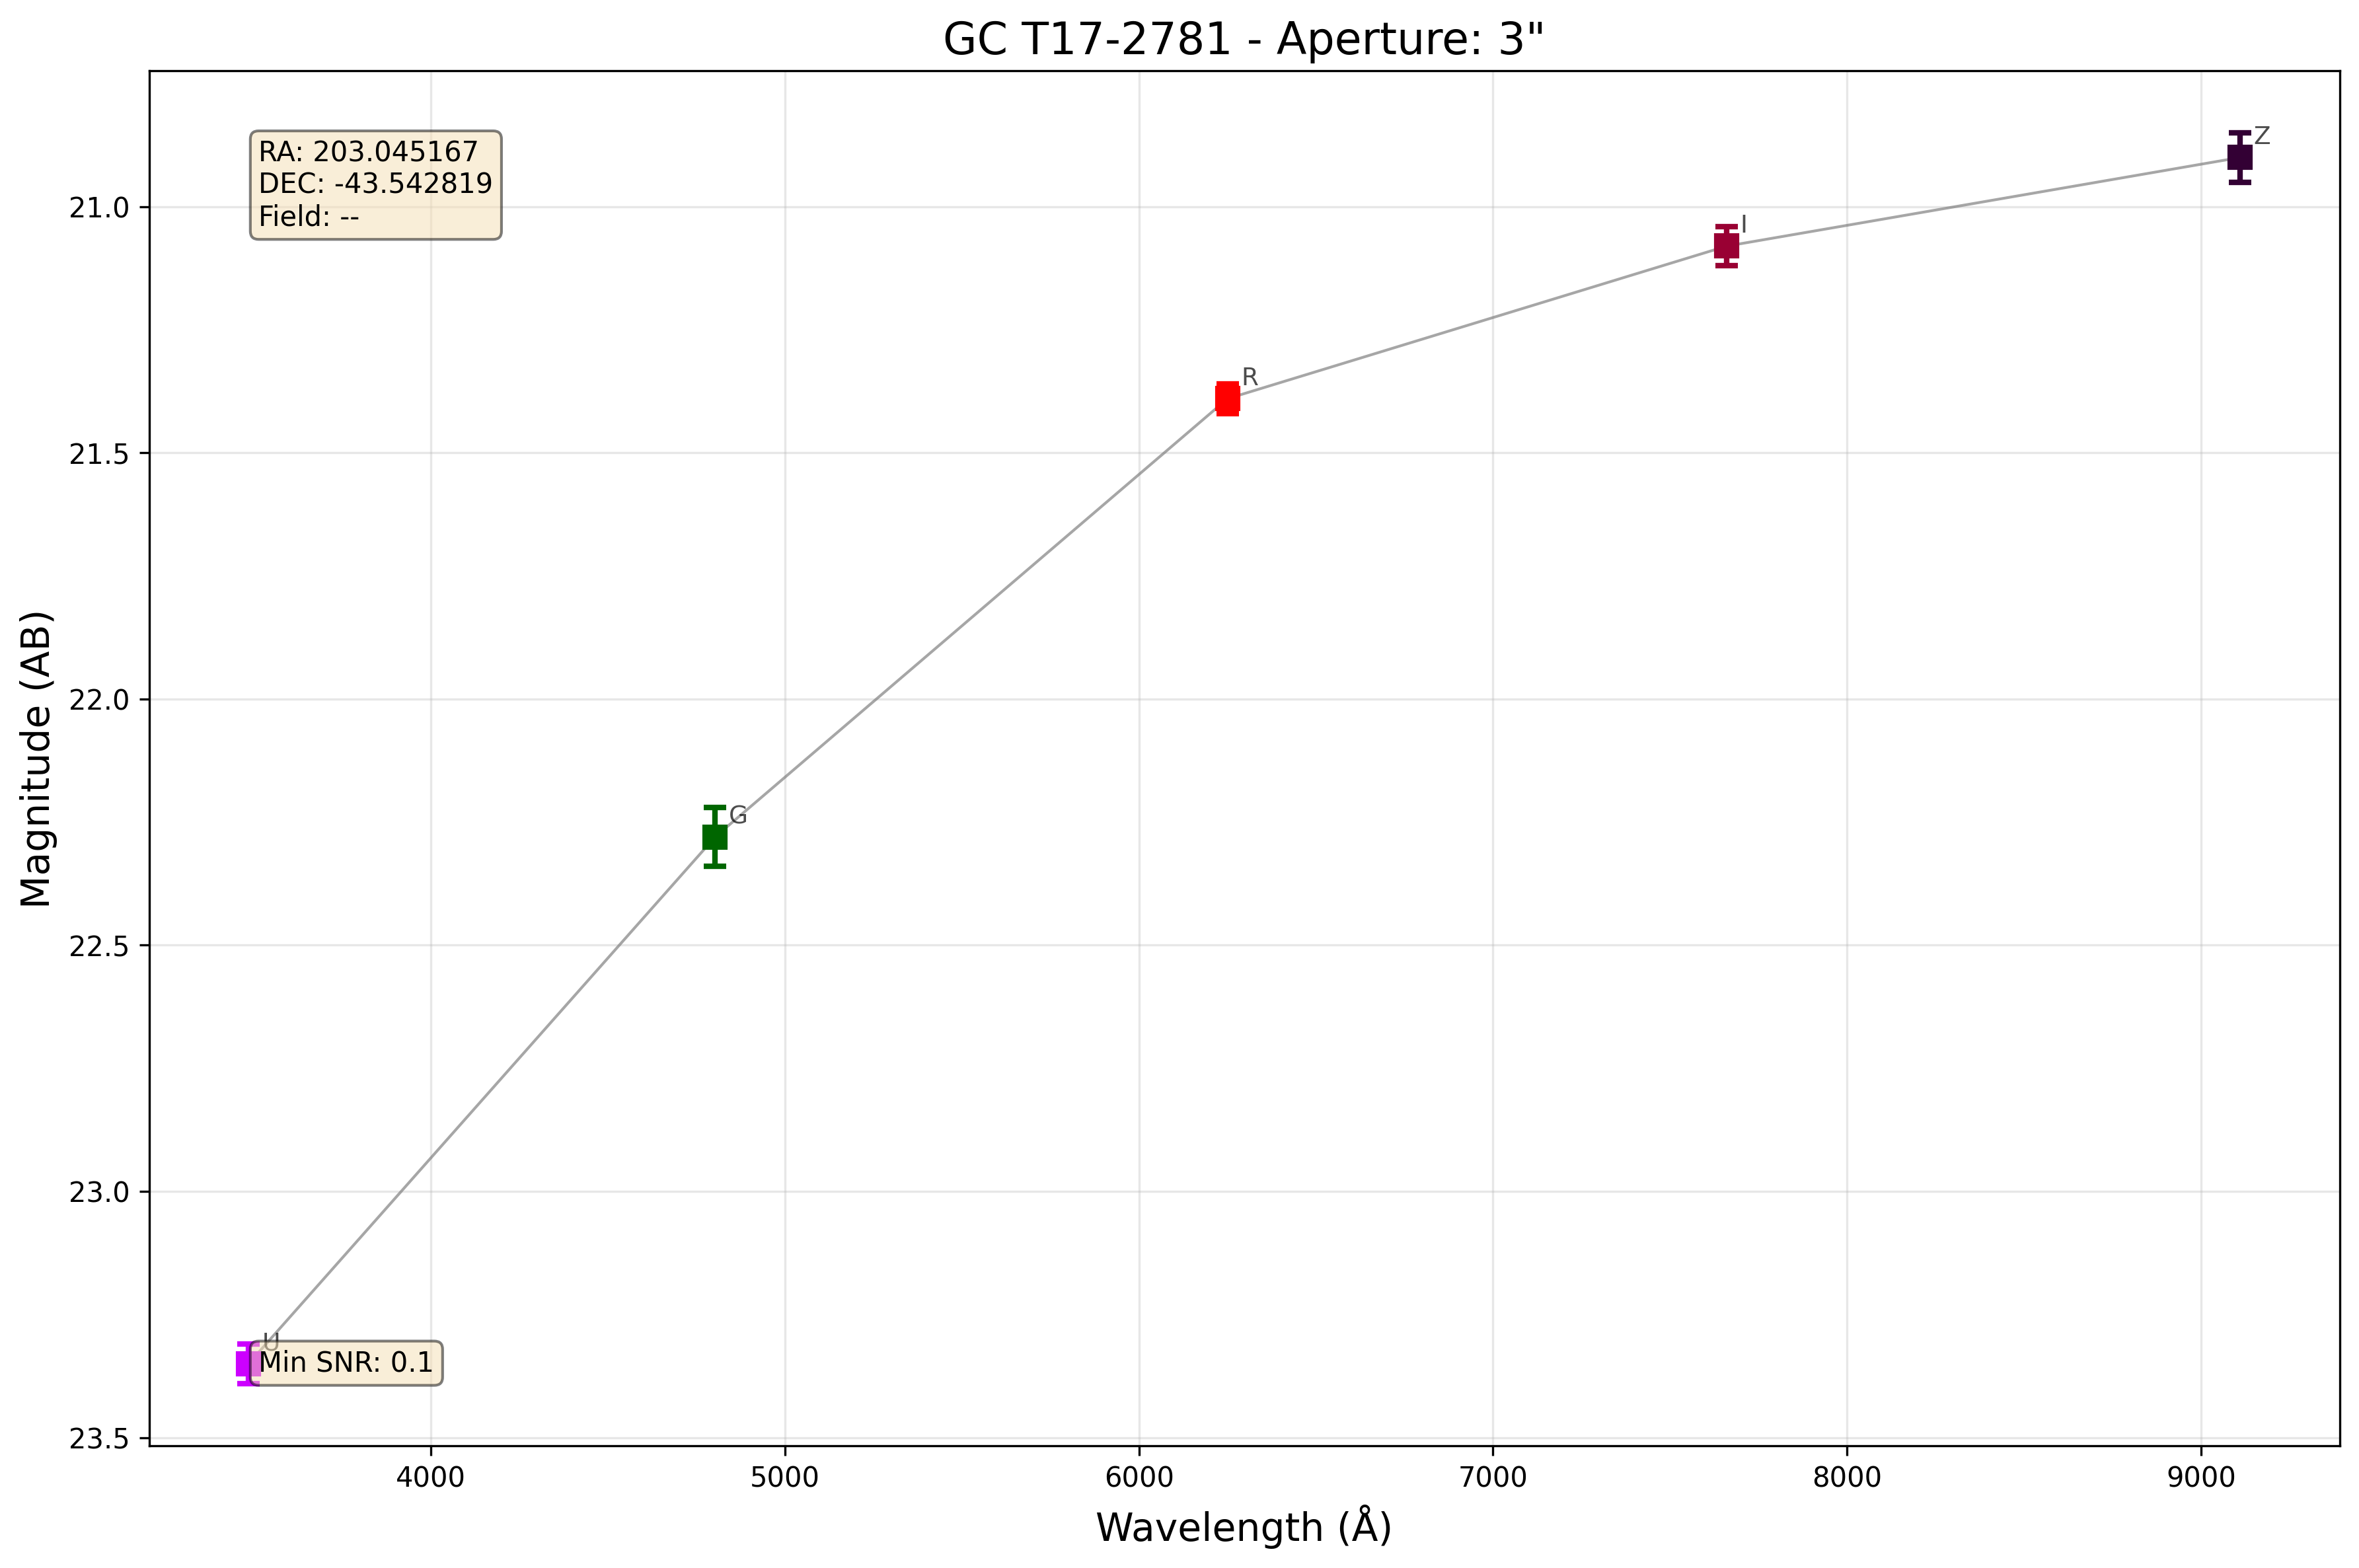 GC T17-2781 - Aperture: 3"
RA: 203.045167
DEC: -43.542819
Field: --
Z
I
R
G
U
Min SNR: 0.1
21.0
21.5
22.0
22.5
23.0
23.5
Magnitude (AB)
4000
5000
6000
7000
8000
9000
Wavelength (Å)